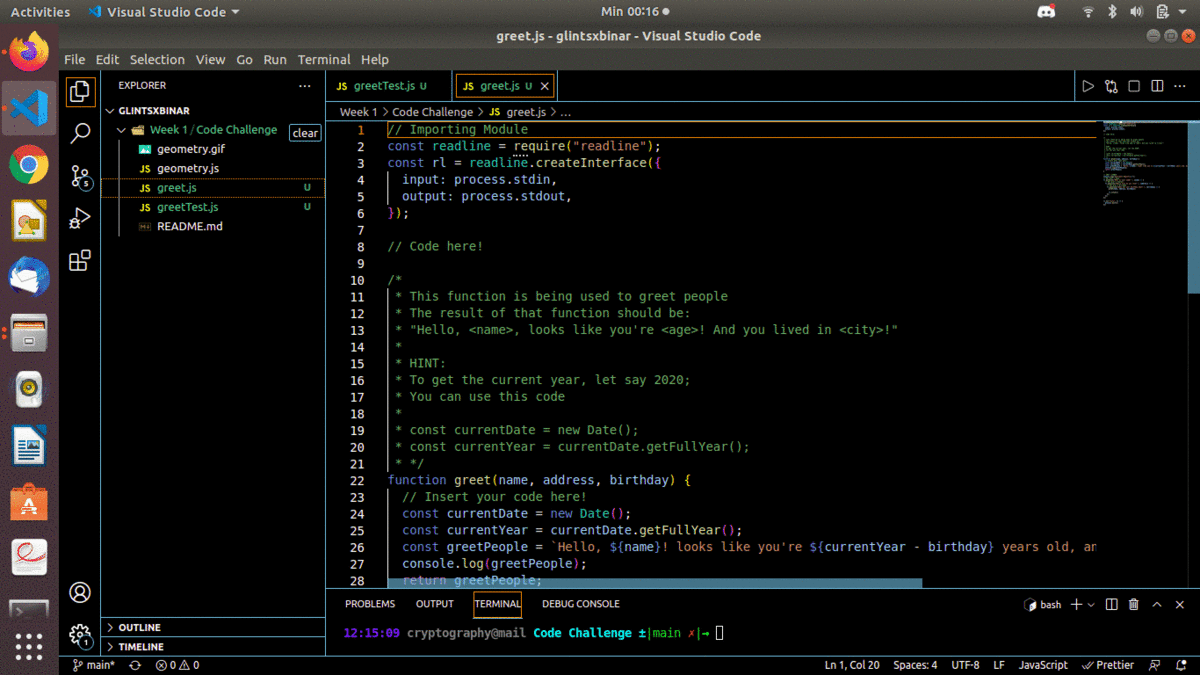 Activities
Visual Studio Code
Min 00:16
greet.js - glintsxbinar - Visual Studio Code
File Edit Selection View Go Run Terminal Help
EXPLORER
GLINTSXBINAR
Week 1 / Code Challenge
clear
geometry.gif
JS geometry.js
JS greet.js U
JS greetTest.js U
README.md
OUTLINE
TIMELINE
5
1
JS greetTest.js U
JS greet.js U
Week 1 > Code Challenge > JS greet.js > ...
1 // Importing Module
2 const readline = require("readline");
3 const rl = readline.createInterface({
4 input: process.stdin,
5 output: process.stdout,
6 });
7
8 // Code here!
9
10 /*
11 * This function is being used to greet people
12 * The result of that function should be:
13 * "Hello, <name>, looks like you're <age>! And you lived in <city>!"
14 *
15 * HINT:
16 * To get the current year, let say 2020;
17 * You can use this code
18 *
19 * const currentDate = new Date();
20 * const currentYear = currentDate.getFullYear();
21 * */
22 function greet(name, address, birthday) {
23 // Insert your code here!
24 const currentDate = new Date();
25 const currentYear = currentDate.getFullYear();
26 const greetPeople = `Hello, ${name}! looks like you're ${currentYear - birthday} years old, an
27 console.log(greetPeople);
28 return greetPeople;
PROBLEMS OUTPUT TERMINAL DEBUG CONSOLE
bash
12:15:09 cryptography@mail Code Challenge ±|main ✗|→
main* 0 0
Ln 1, Col 20 Spaces: 4 UTF-8 LF JavaScript Prettier